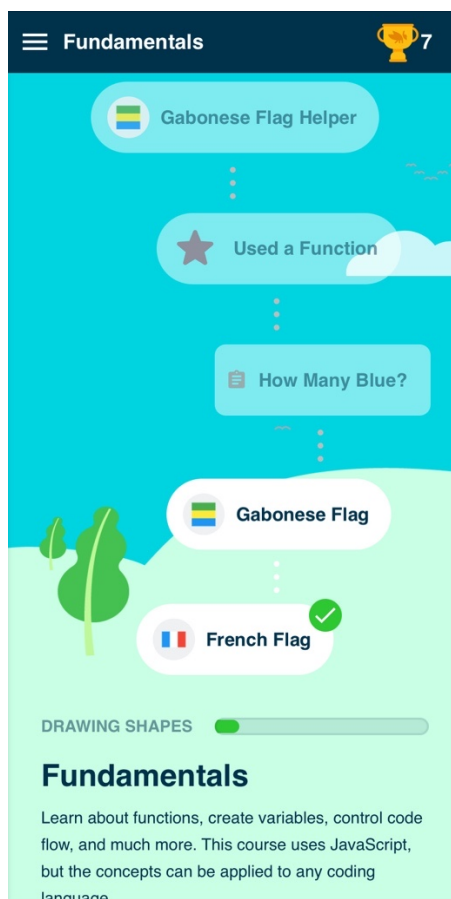 Fundamentals
7
Gabonese Flag Helper
Used a Function
How Many Blue?
Gabonese Flag
French Flag
DRAWING SHAPES
Fundamentals
Learn about functions, create variables, control code
flow, and much more. This course uses JavaScript,
but the concepts can be applied to any coding
language